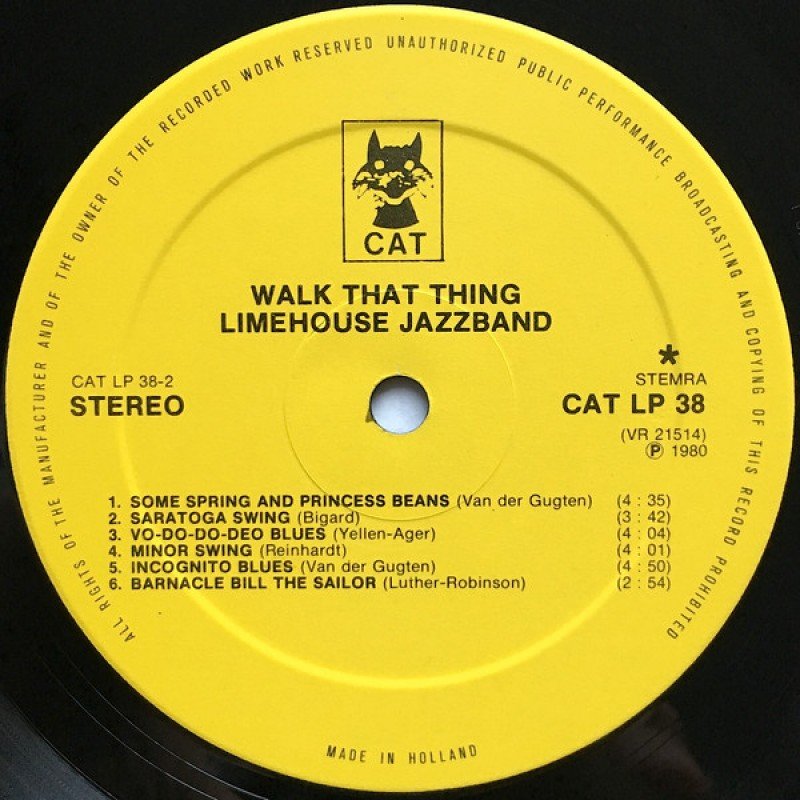 ALL RIGHTS OF THE MANUFACTURER AND OF THE OWNER OF THE RECORDED WORK RESERVED UNAUTHORIZED PUBLIC PERFORMANCE BROADCASTING AND COPYING OF THIS RECORD PROHIBITED
CAT
WALK THAT THING
LIMEHOUSE JAZZBAND
*
CAT LP 38-2
STEREO
STEMRA
CAT LP 38
(VR 21514)
Ⓟ 1980
1. SOME SPRING AND PRINCESS BEANS (Van der Gugten) (4 : 35)
2. SARATOGA SWING (Bigard) (3 : 42)
3. VO-DO-DO-DEO BLUES (Yellen-Ager) (4 : 04)
4. MINOR SWING (Reinhardt) (4 : 01)
5. INCOGNITO BLUES (Van der Gugten) (4 : 50)
6. BARNACLE BILL THE SAILOR (Luther-Robinson) (2 : 54)
MADE IN HOLLAND